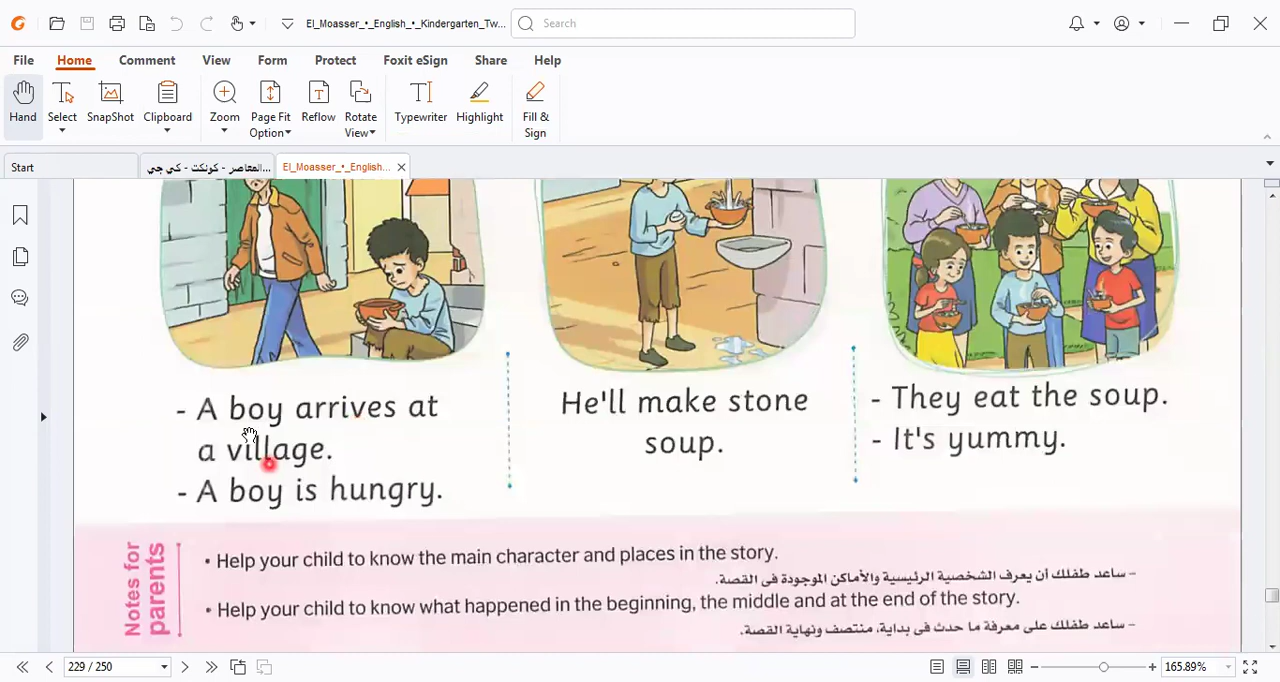 El_Moasser_•_English_•_Kindergarten_Tw...
Search
File Home Comment View Form Protect Foxit eSign Share Help
Hand Select SnapShot Clipboard Zoom Page Fit Option Reflow Rotate View Typewriter Highlight Fill & Sign
Start
المعاصر - كونكت - كي جي...
El_Moasser_•_English...
- A boy arrives at
a village.
- A boy is hungry.
He'll make stone
soup.
- They eat the soup.
- It's yummy.
Notes for
parents
• Help your child to know the main character and places in the story.
- ساعد طفلك أن يعرف الشخصية الرئيسية والأماكن الموجودة فى القصة.
• Help your child to know what happened in the beginning, the middle and at the end of the story.
- ساعد طفلك على معرفة ما حدث فى بداية، منتصف ونهاية القصة.
229 / 250
165.89%